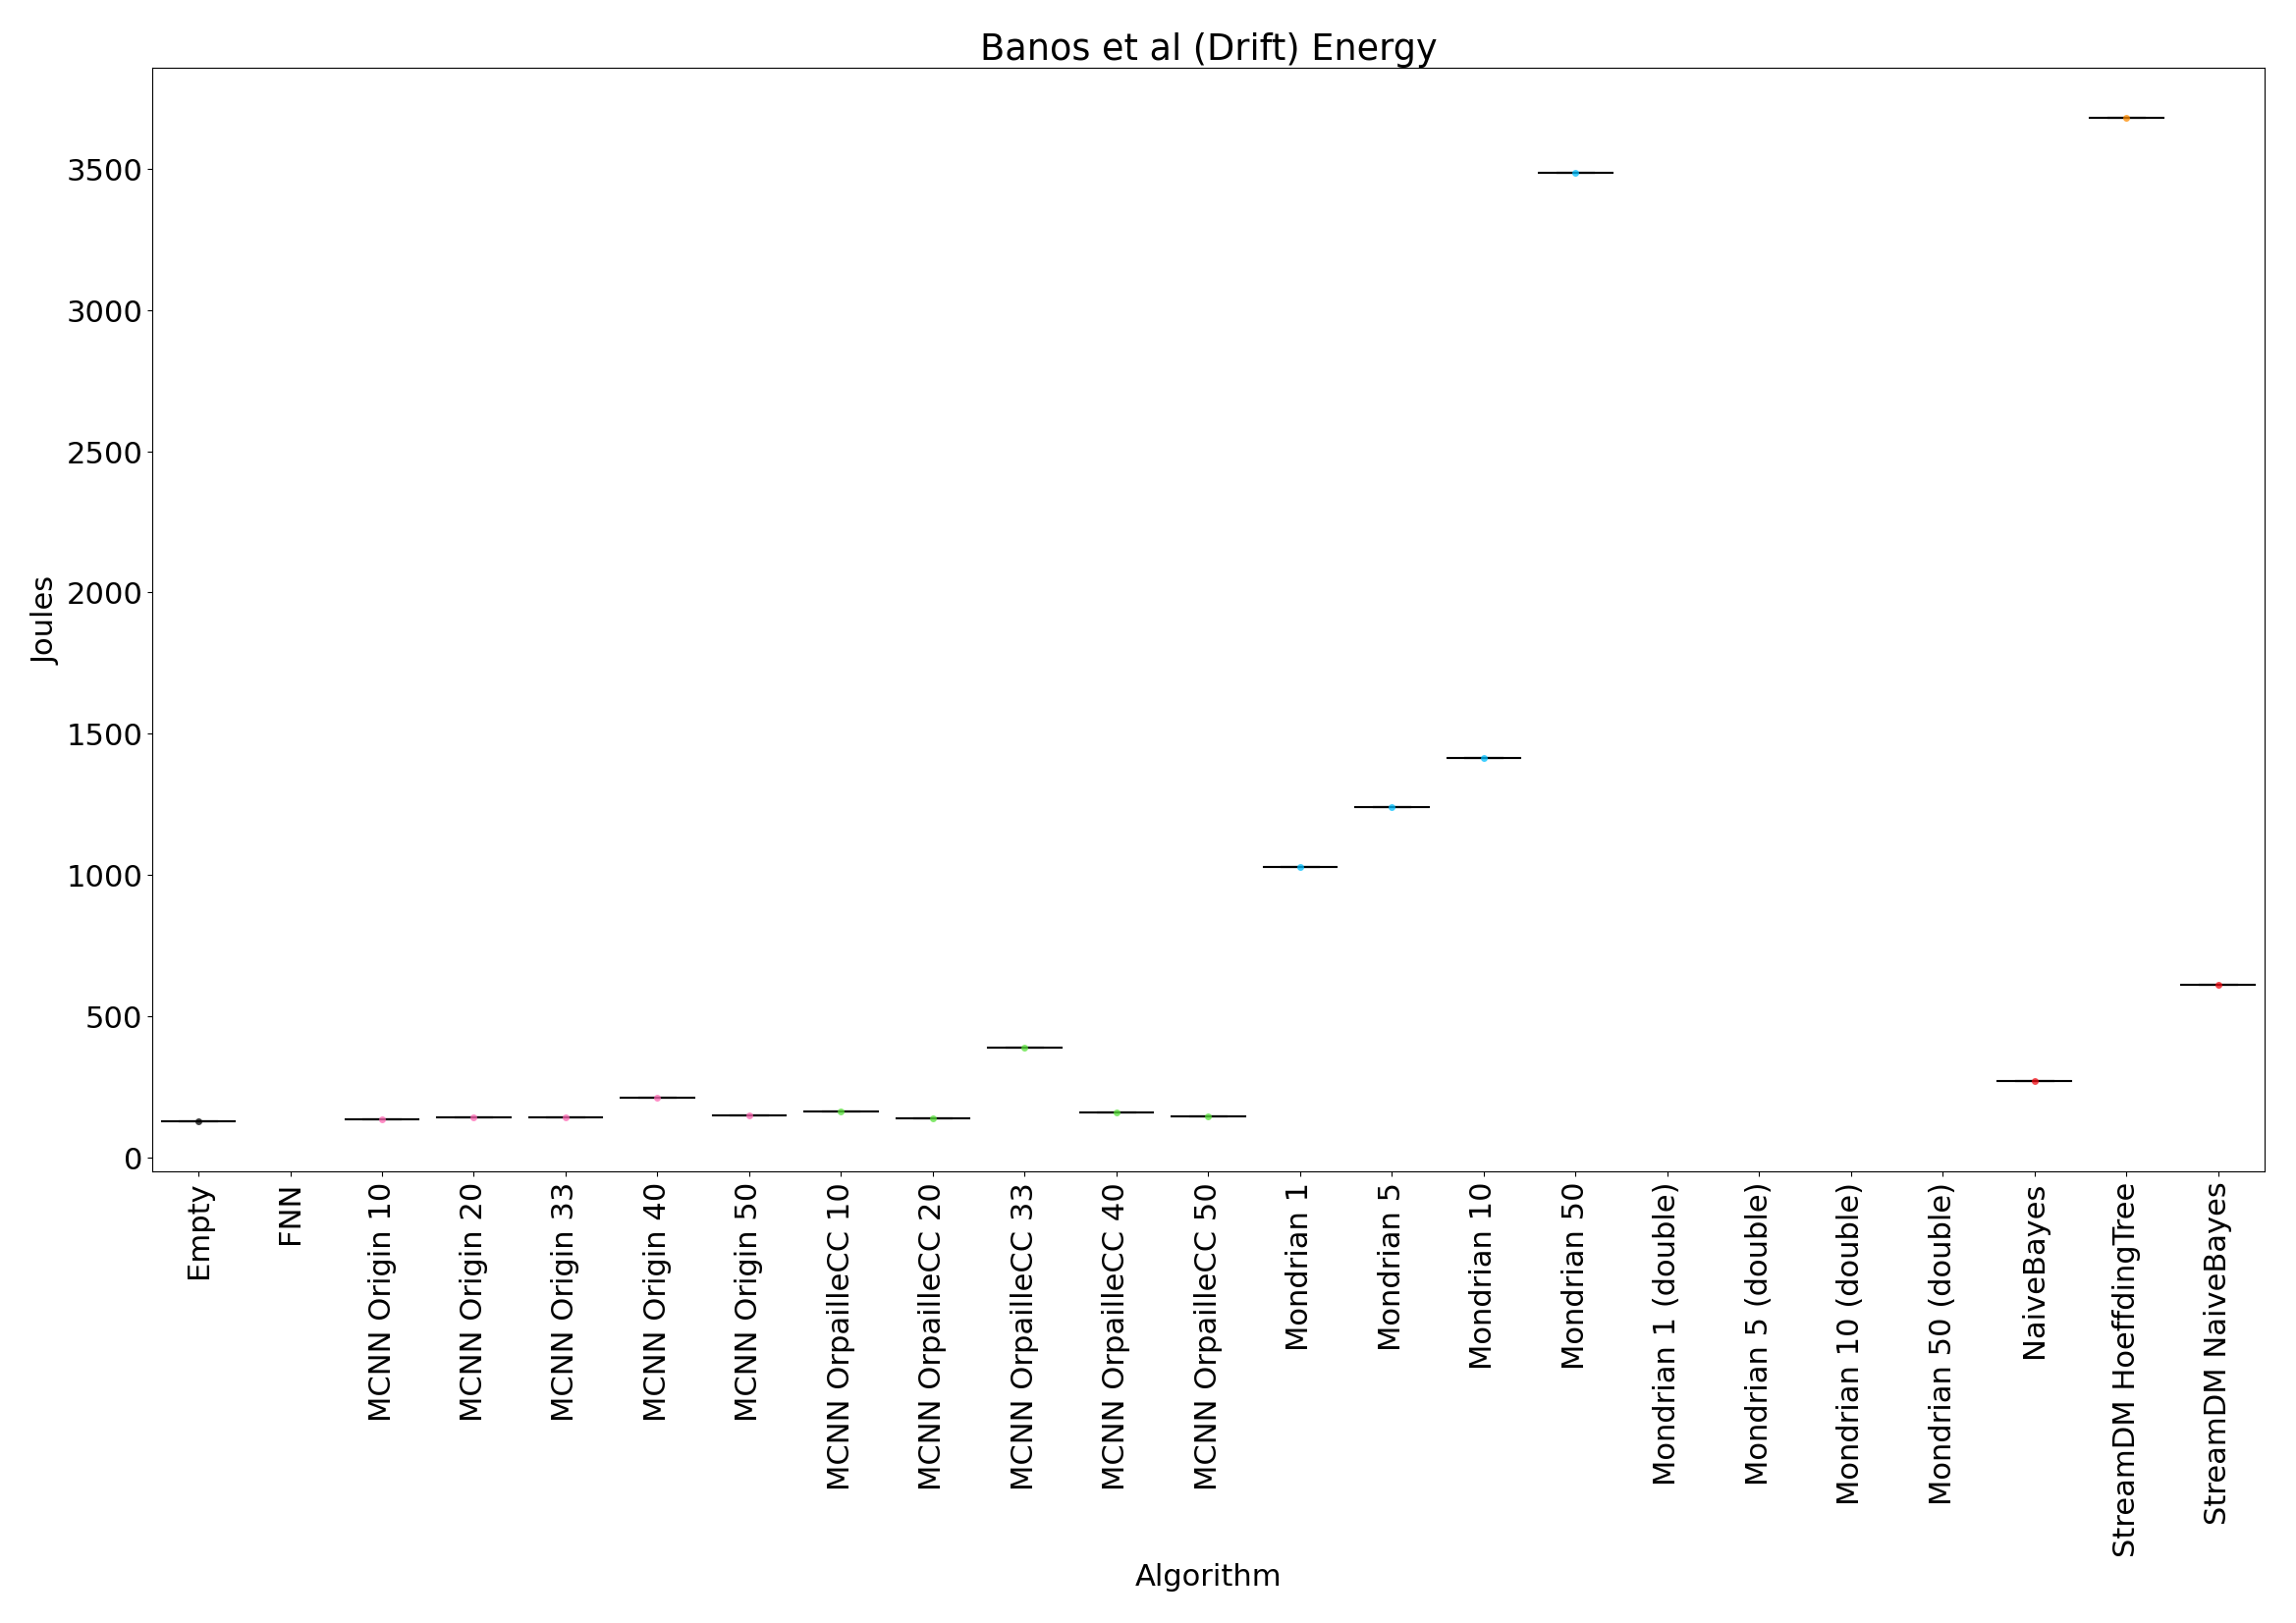 Banos et al (Drift) Energy
Joules
3500
3000
2500
2000
1500
1000
500
0
Empty
FNN
MCNN Origin 10
MCNN Origin 20
MCNN Origin 33
MCNN Origin 40
MCNN Origin 50
MCNN OrpailleCC 10
MCNN OrpailleCC 20
MCNN OrpailleCC 33
MCNN OrpailleCC 40
MCNN OrpailleCC 50
Mondrian 1
Mondrian 5
Mondrian 10
Mondrian 50
Mondrian 1 (double)
Mondrian 5 (double)
Mondrian 10 (double)
Mondrian 50 (double)
NaiveBayes
StreamDM HoeffdingTree
StreamDM NaiveBayes
Algorithm